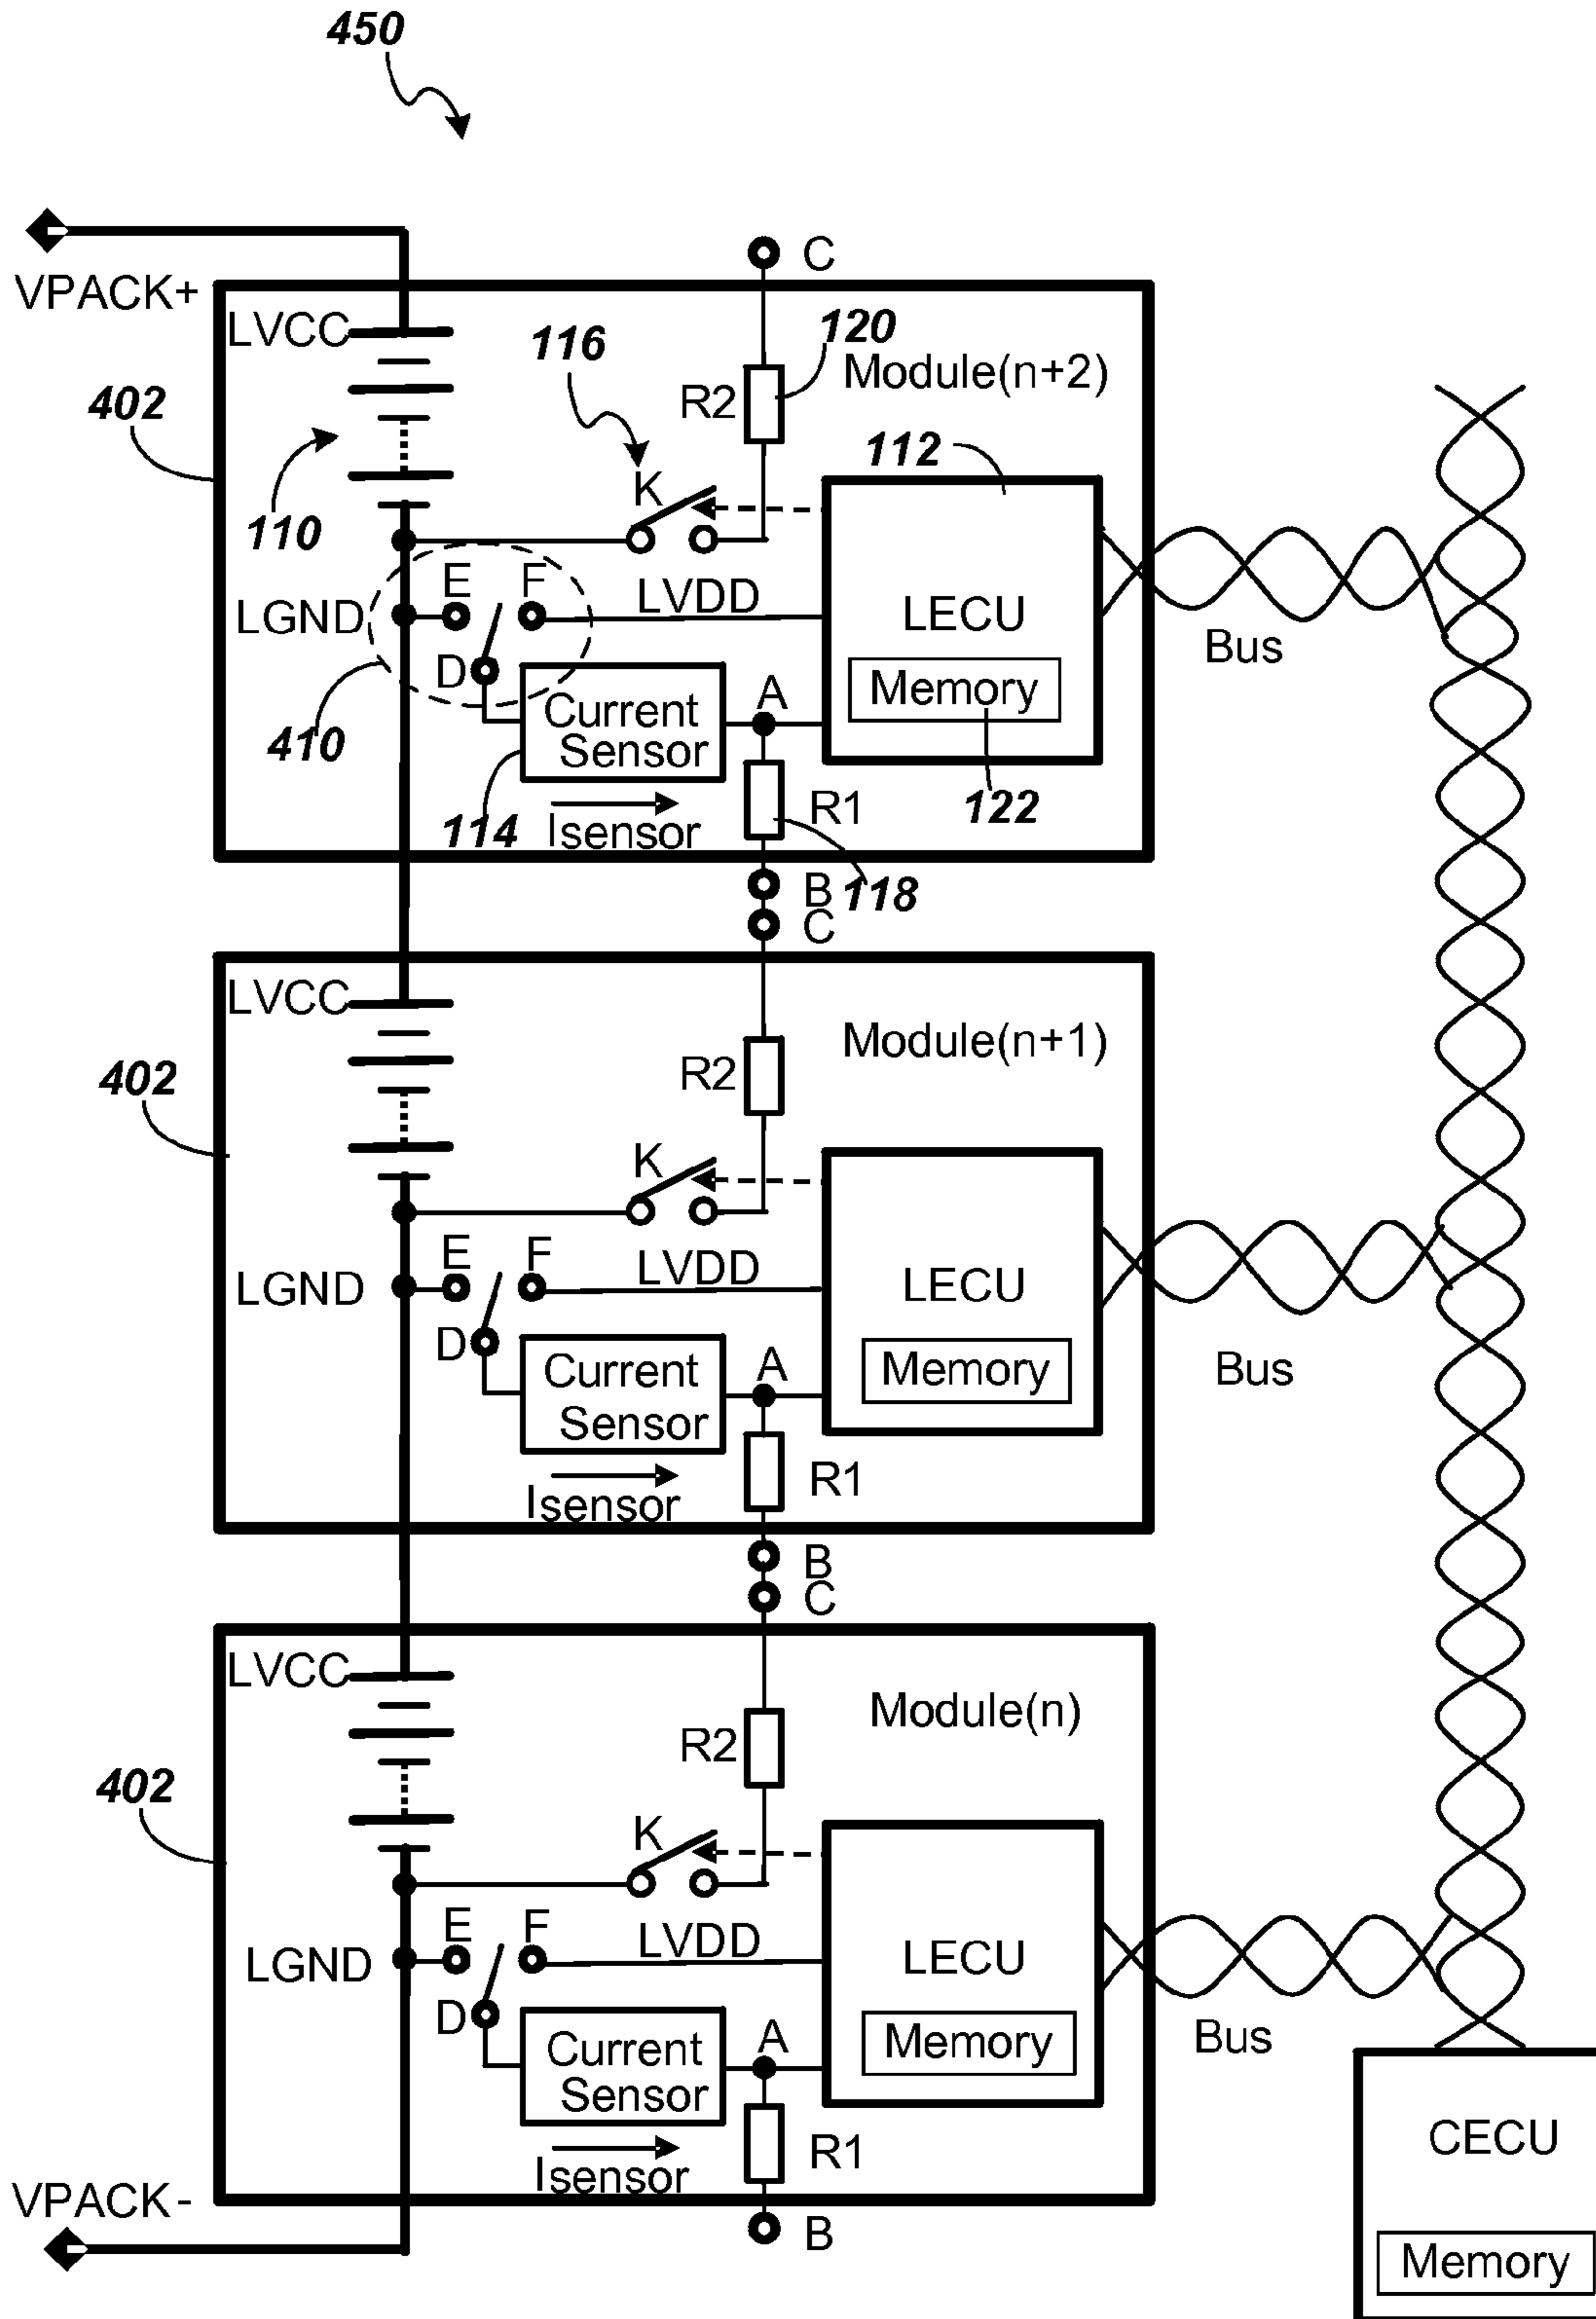 450
VPACK+
C
LVCC
120
116
R2
Module(n+2)
402
112
K
110
E
F
LVDD
LGND
LECU
Bus
D
Memory
A
Current
Sensor
410
R1
122
114
Isensor
B
118
C
LVCC
Module(n+1)
R2
402
K
E
F
LVDD
LGND
LECU
D
Current
Sensor
A
Memory
Bus
R1
Isensor
B
C
LVCC
Module(n)
R2
402
K
E
F
LVDD
LGND
LECU
D
Current
Sensor
A
Memory
Bus
R1
Isensor
CECU
VPACK-
B
Memory